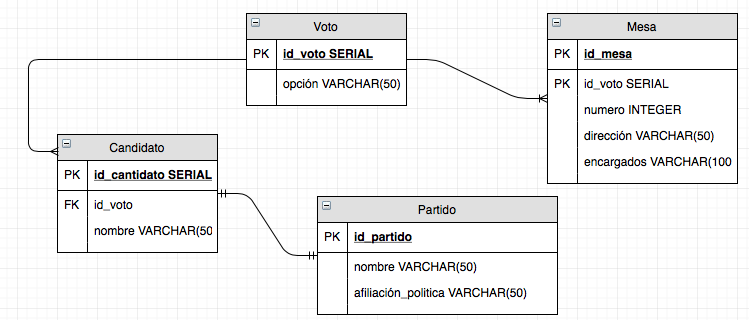 Voto
PK id_voto SERIAL
opción VARCHAR(50)
Mesa
PK id_mesa
PK id_voto SERIAL
numero INTEGER
dirección VARCHAR(50)
encargados VARCHAR(100
Candidato
PK id_cantidato SERIAL
FK id_voto
nombre VARCHAR(50
Partido
PK id_partido
nombre VARCHAR(50)
afiliación_politica VARCHAR(50)